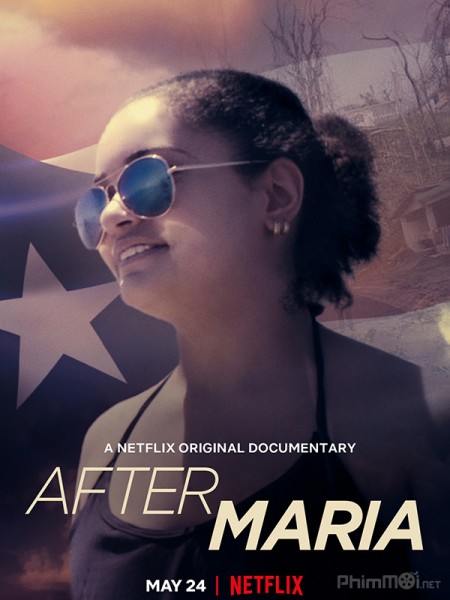 A NETFLIX ORIGINAL DOCUMENTARY
AFTER
MARIA
MAY 24 | NETFLIX
PhimMoi.NET